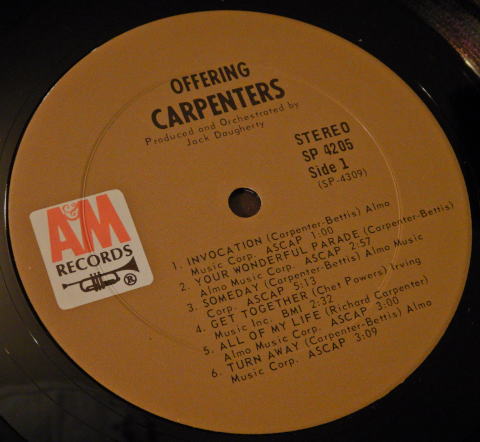 OFFERING
CARPENTERS
Produced and Orchestrated by
Jack Daugherty
STEREO
SP 4205
Side 1
(SP-4309)
A&M
RECORDS
®
1. INVOCATION (Carpenter-Bettis) Almo
Music Corp. ASCAP 1:00
2. YOUR WONDERFUL PARADE (Carpenter-Bettis)
Almo Music Corp. ASCAP 2:57
3. SOMEDAY (Carpenter-Bettis) Almo Music
Corp. ASCAP 5:13
4. GET TOGETHER (Chet Powers) Irving
Music Inc. BMI 2:32
5. ALL OF MY LIFE (Richard Carpenter)
Almo Music Corp. ASCAP 3:00
6. TURN AWAY (Carpenter-Bettis) Almo
Music Corp. ASCAP 3:09